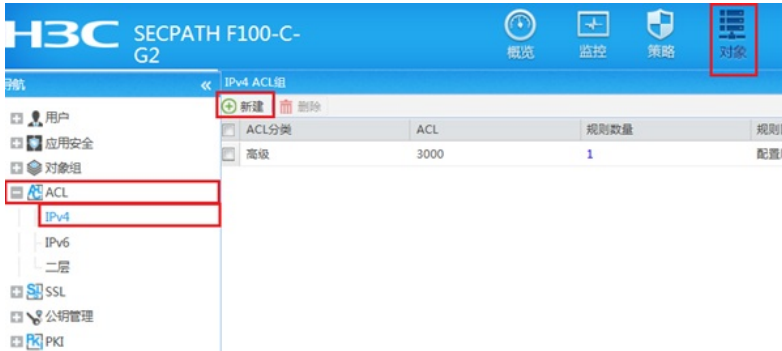 H3C SECPATH F100-C-G2
概览 监控 策略 对象
导航 «
IPv4 ACL组
新建 删除
ACL分类 ACL 规则数量 规则
高级 3000 1 配置
用户
应用安全
对象组
ACL
IPv4
IPv6
二层
SSL
公钥管理
PKI